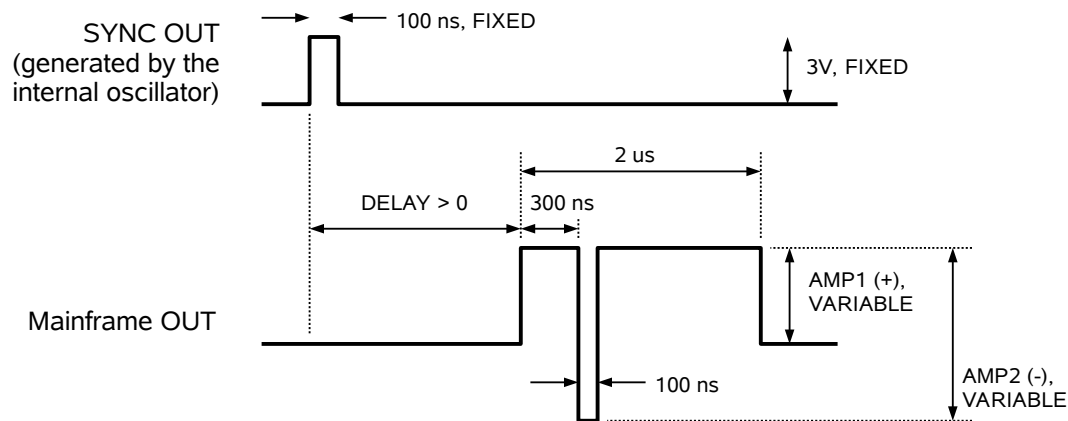 100 ns, FIXED
SYNC OUT
(generated by the
internal oscillator)
3V, FIXED
2 us
DELAY > 0
300 ns
AMP1 (+),
VARIABLE
Mainframe OUT
100 ns
AMP2 (-),
VARIABLE